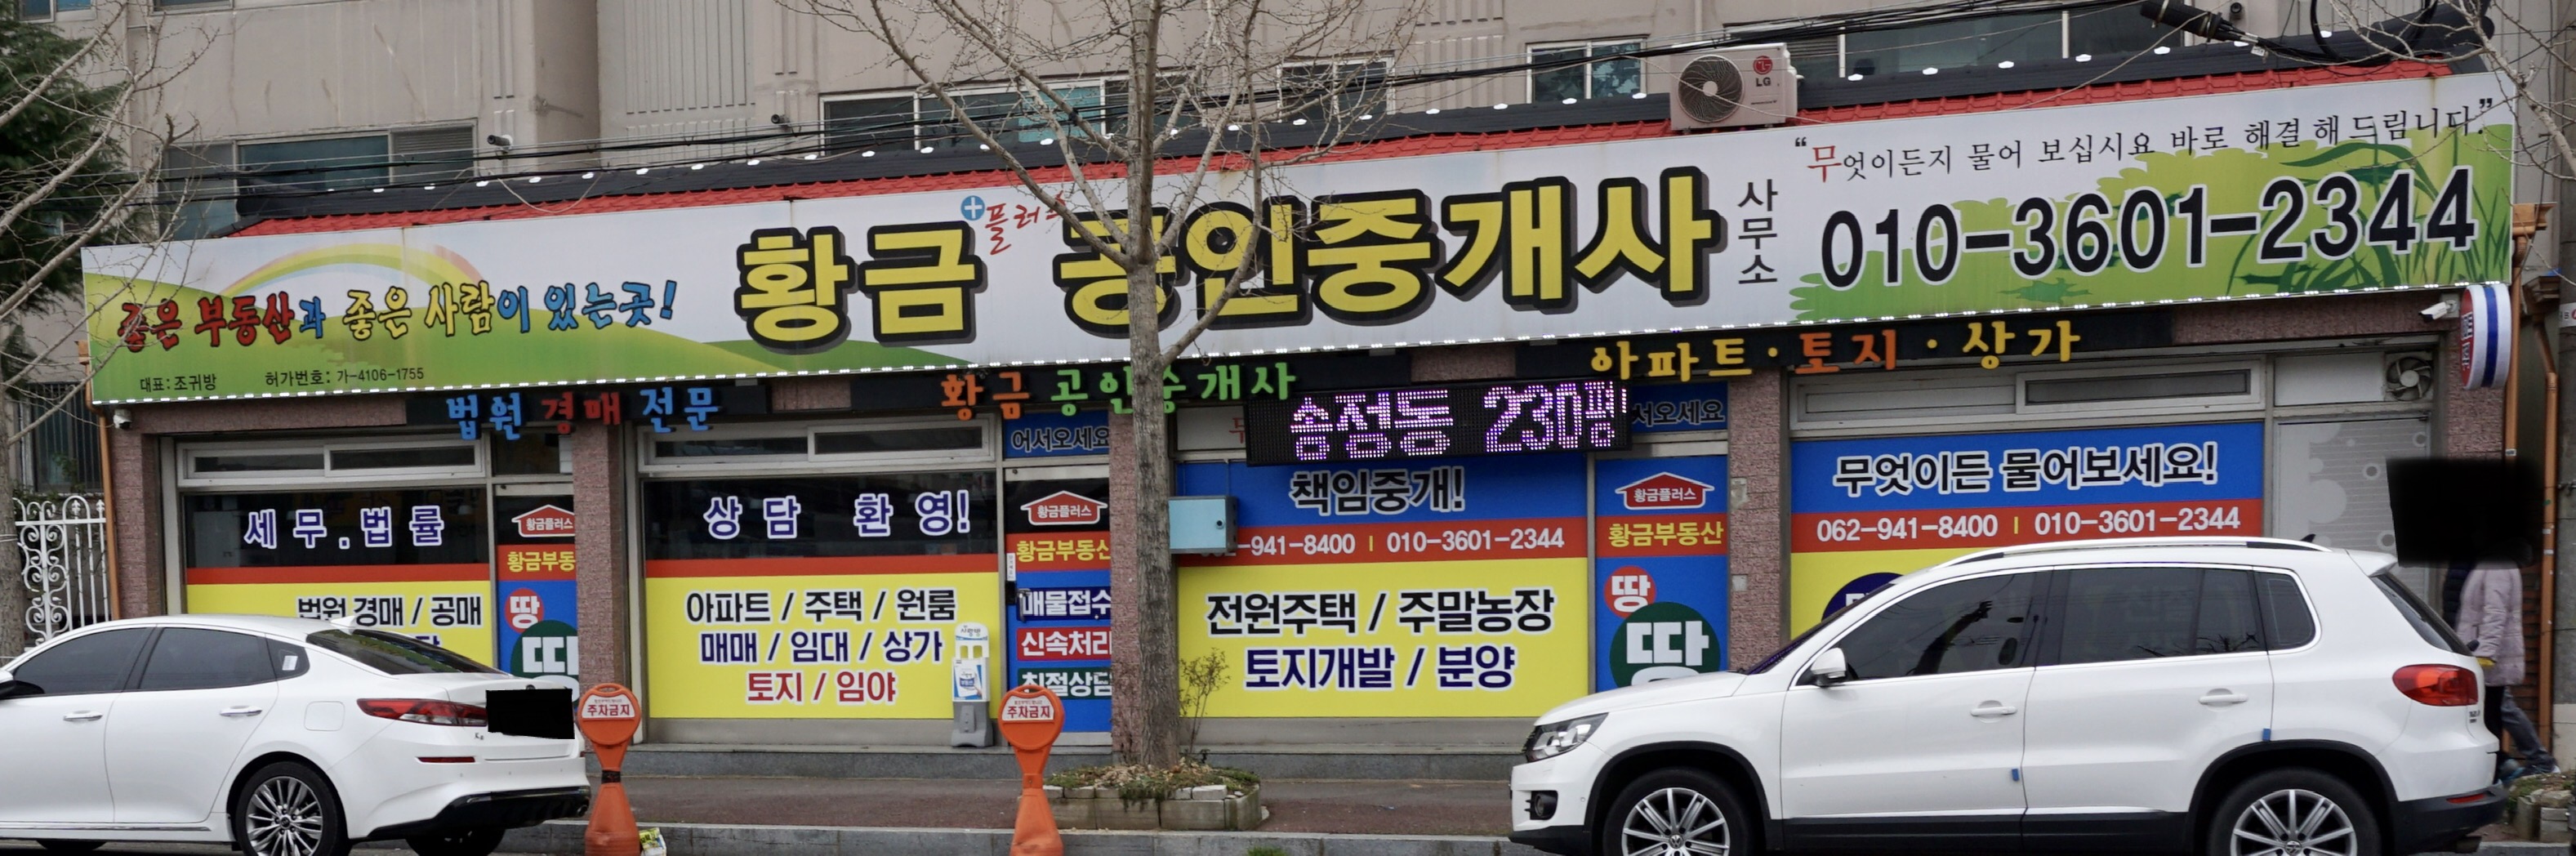 LG
"무엇이든지 물어 보십시요 바로 해결 해 드립니다."
좋은 부동산과 좋은 사람이 있는곳!
황금 플러스 공인중개사 사무소
010-3601-2344
대표: 조귀방 허가번호: 가-4106-1755
법원 경매 전문
황금 공인중개사
아파트·토지·상가
어서오세요
송정동 230평
서오세요
세무.법률
상담 환영!
책임중개!
무엇이든 물어보세요!
황금플러스
황금부동
황금플러스
황금부동산
-941-8400 | 010-3601-2344
황금플러스
황금부동산
062-941-8400 | 010-3601-2344
법원 경매 / 공매
땅
땅
아파트 / 주택 / 원룸
매매 / 임대 / 상가
토지 / 임야
매물접수
신속처리
친절상담
전원주택 / 주말농장
토지개발 / 분양
땅
땅
주차금지
주차금지